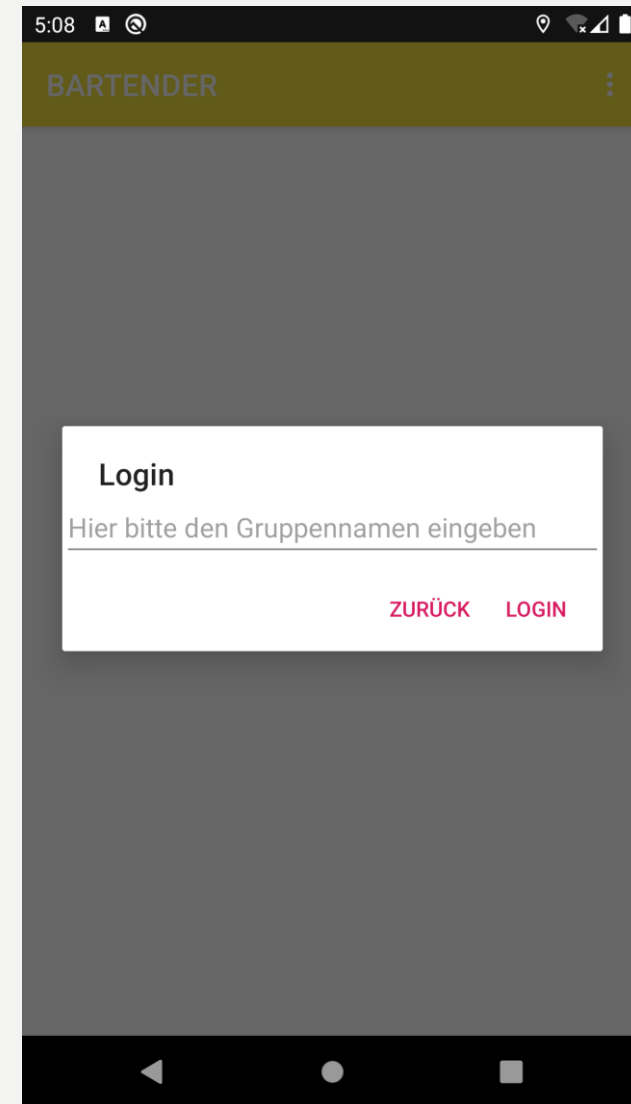 5:08
BARTENDER
Login
Hier bitte den Gruppennamen eingeben
ZURÜCK LOGIN